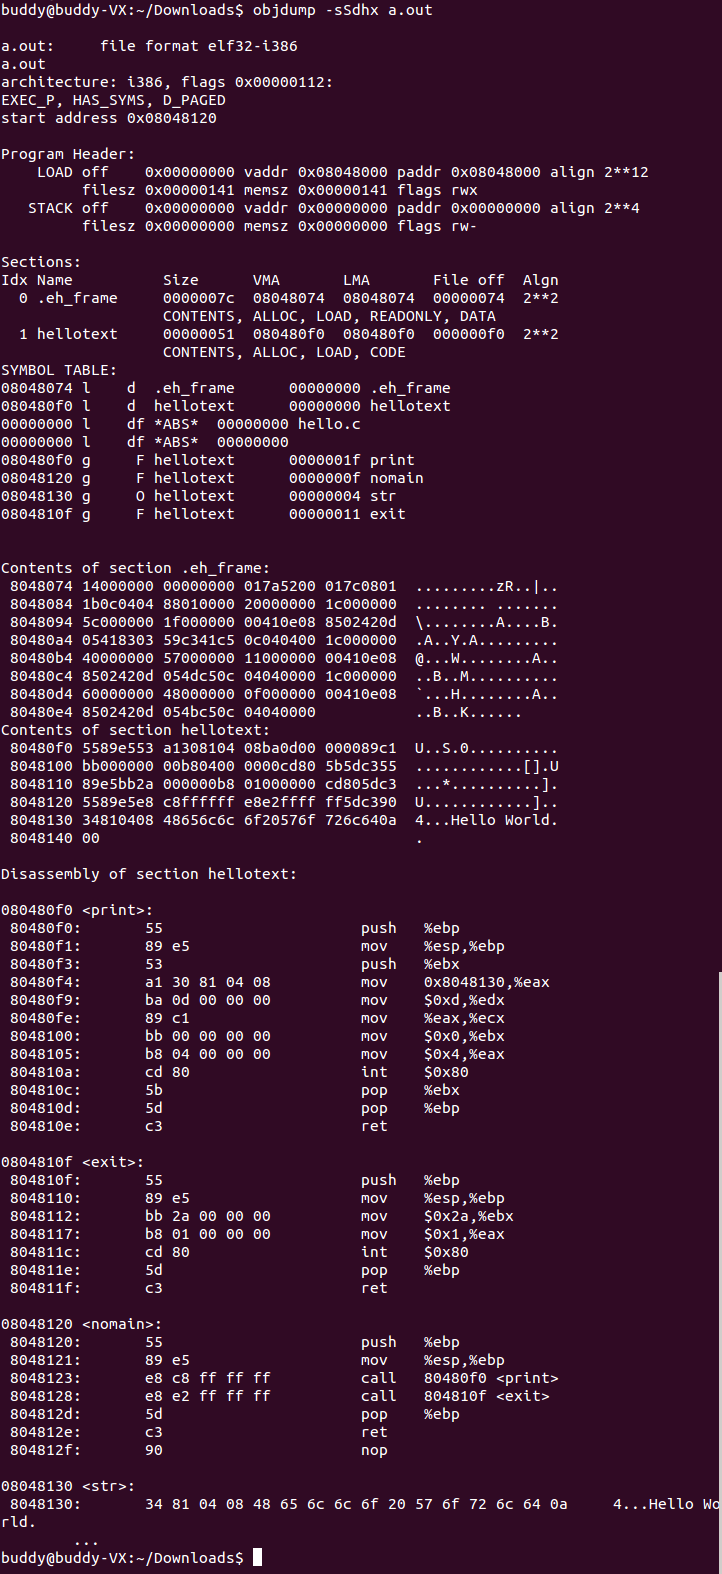 buddy@buddy-VX:~/Downloads$ objdump -sSdhx a.out

a.out:     file format elf32-i386
a.out
architecture: i386, flags 0x00000112:
EXEC_P, HAS_SYMS, D_PAGED
start address 0x08048120

Program Header:
    LOAD off    0x00000000 vaddr 0x08048000 paddr 0x08048000 align 2**12
         filesz 0x00000141 memsz 0x00000141 flags rwx
   STACK off    0x00000000 vaddr 0x00000000 paddr 0x00000000 align 2**4
         filesz 0x00000000 memsz 0x00000000 flags rw-

Sections:
Idx Name          Size      VMA       LMA       File off  Algn
  0 .eh_frame     0000007c  08048074  08048074  00000074  2**2
                  CONTENTS, ALLOC, LOAD, READONLY, DATA
  1 hellotext     00000051  080480f0  080480f0  000000f0  2**2
                  CONTENTS, ALLOC, LOAD, CODE
SYMBOL TABLE:
08048074 l    d  .eh_frame      00000000 .eh_frame
080480f0 l    d  hellotext      00000000 hellotext
00000000 l    df *ABS*  00000000 hello.c
00000000 l    df *ABS*  00000000
080480f0 g     F hellotext      0000001f print
08048120 g     F hellotext      0000000f nomain
08048130 g     O hellotext      00000004 str
0804810f g     F hellotext      00000011 exit


Contents of section .eh_frame:
 8048074 14000000 00000000 017a5200 017c0801  .........zR..|..
 8048084 1b0c0404 88010000 20000000 1c000000  ........ .......
 8048094 5c000000 1f000000 00410e08 8502420d  \........A....B.
 80480a4 05418303 59c341c5 0c040400 1c000000  .A..Y.A.........
 80480b4 40000000 57000000 11000000 00410e08  @...W........A..
 80480c4 8502420d 054dc50c 04040000 1c000000  ..B..M..........
 80480d4 60000000 48000000 0f000000 00410e08  `...H........A..
 80480e4 8502420d 054bc50c 04040000           ..B..K......
Contents of section hellotext:
 80480f0 5589e553 a1308104 08ba0d00 000089c1  U..S.0..........
 8048100 bb000000 00b80400 0000cd80 5b5dc355  ............[].U
 8048110 89e5bb2a 000000b8 01000000 cd805dc3  ...*..........].
 8048120 5589e5e8 c8ffffff e8e2ffff ff5dc390  U............]..
 8048130 34810408 48656c6c 6f20576f 726c640a  4...Hello World.
 8048140 00                                   .

Disassembly of section hellotext:

080480f0 <print>:
 80480f0:       55                      push   %ebp
 80480f1:       89 e5                   mov    %esp,%ebp
 80480f3:       53                      push   %ebx
 80480f4:       a1 30 81 04 08          mov    0x8048130,%eax
 80480f9:       ba 0d 00 00 00          mov    $0xd,%edx
 80480fe:       89 c1                   mov    %eax,%ecx
 8048100:       bb 00 00 00 00          mov    $0x0,%ebx
 8048105:       b8 04 00 00 00          mov    $0x4,%eax
 804810a:       cd 80                   int    $0x80
 804810c:       5b                      pop    %ebx
 804810d:       5d                      pop    %ebp
 804810e:       c3                      ret

0804810f <exit>:
 804810f:       55                      push   %ebp
 8048110:       89 e5                   mov    %esp,%ebp
 8048112:       bb 2a 00 00 00          mov    $0x2a,%ebx
 8048117:       b8 01 00 00 00          mov    $0x1,%eax
 804811c:       cd 80                   int    $0x80
 804811e:       5d                      pop    %ebp
 804811f:       c3                      ret

08048120 <nomain>:
 8048120:       55                      push   %ebp
 8048121:       89 e5                   mov    %esp,%ebp
 8048123:       e8 c8 ff ff ff          call   80480f0 <print>
 8048128:       e8 e2 ff ff ff          call   804810f <exit>
 804812d:       5d                      pop    %ebp
 804812e:       c3                      ret
 804812f:       90                      nop

08048130 <str>:
 8048130:       34 81 04 08 48 65 6c 6c 6f 20 57 6f 72 6c 64 0a     4...Hello Wo
rld.
        ...
buddy@buddy-VX:~/Downloads$